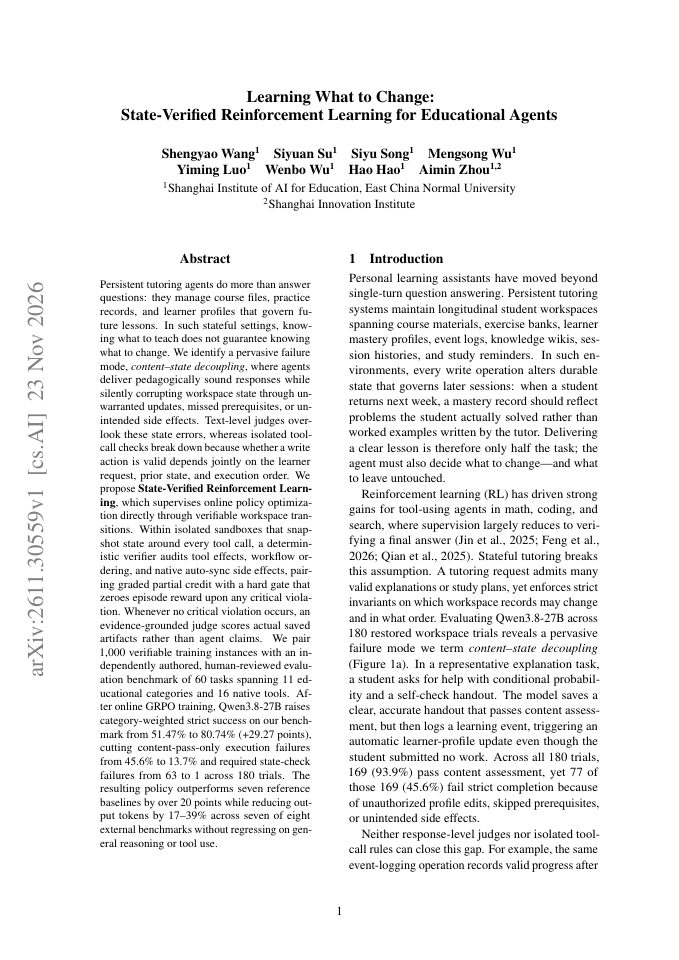 Learning What to Change:
State-Verified Reinforcement Learning for Educational Agents
Shengyao Wang1 Siyuan Su1 Siyu Song1 Mengsong Wu1
Yiming Luo1 Wenbo Wu1 Hao Hao1 Aimin Zhou1,2
1Shanghai Institute of AI for Education, East China Normal University
2Shanghai Innovation Institute
arXiv:2611.30559v1 [cs.AI] 23 Nov 2026
Abstract
Persistent tutoring agents do more than answer
questions: they manage course files, practice
records, and learner profiles that govern fu-
ture lessons. In such stateful settings, know-
ing what to teach does not guarantee knowing
what to change. We identify a pervasive failure
mode, content–state decoupling, where agents
deliver pedagogically sound responses while
silently corrupting workspace state through un-
warranted updates, missed prerequisites, or un-
intended side effects. Text-level judges over-
look these state errors, whereas isolated tool-
call checks break down because whether a write
action is valid depends jointly on the learner
request, prior state, and execution order. We
propose State-Verified Reinforcement Learn-
ing, which supervises online policy optimiza-
tion directly through verifiable workspace tran-
sitions. Within isolated sandboxes that snap-
shot state around every tool call, a determin-
istic verifier audits tool effects, workflow or-
dering, and native auto-sync side effects, pair-
ing graded partial credit with a hard gate that
zeroes episode reward upon any critical viola-
tion. Whenever no critical violation occurs, an
evidence-grounded judge scores actual saved
artifacts rather than agent claims. We pair
1,000 verifiable training instances with an in-
dependently authored, human-reviewed evalu-
ation benchmark of 60 tasks spanning 11 ed-
ucational categories and 16 native tools. Af-
ter online GRPO training, Qwen3.8-27B raises
category-weighted strict success on our bench-
mark from 51.47% to 80.74% (+29.27 points),
cutting content-pass-only execution failures
from 45.6% to 13.7% and required state-check
failures from 63 to 1 across 180 trials. The
resulting policy outperforms seven reference
baselines by over 20 points while reducing out-
put tokens by 17–39% across seven of eight
external benchmarks without regressing on gen-
eral reasoning or tool use.
1 Introduction
Personal learning assistants have moved beyond
single-turn question answering. Persistent tutoring
systems maintain longitudinal student workspaces
spanning course materials, exercise banks, learner
mastery profiles, event logs, knowledge wikis, ses-
sion histories, and study reminders. In such en-
vironments, every write operation alters durable
state that governs later sessions: when a student
returns next week, a mastery record should reflect
problems the student actually solved rather than
worked examples written by the tutor. Delivering
a clear lesson is therefore only half the task; the
agent must also decide what to change—and what
to leave untouched.
Reinforcement learning (RL) has driven strong
gains for tool-using agents in math, coding, and
search, where supervision largely reduces to veri-
fying a final answer (Jin et al., 2025; Feng et al.,
2026; Qian et al., 2025). Stateful tutoring breaks
this assumption. A tutoring request admits many
valid explanations or study plans, yet enforces strict
invariants on which workspace records may change
and in what order. Evaluating Qwen3.8-27B across
180 restored workspace trials reveals a pervasive
failure mode we term content–state decoupling
(Figure 1a). In a representative explanation task,
a student asks for help with conditional probabil-
ity and a self-check handout. The model saves a
clear, accurate handout that passes content assess-
ment, but then logs a learning event, triggering an
automatic learner-profile update even though the
student submitted no work. Across all 180 trials,
169 (93.9%) pass content assessment, yet 77 of
those 169 (45.6%) fail strict completion because
of unauthorized profile edits, skipped prerequisites,
or unintended side effects.
Neither response-level judges nor isolated tool-
call rules can close this gap. For example, the same
event-logging operation records valid progress after
1